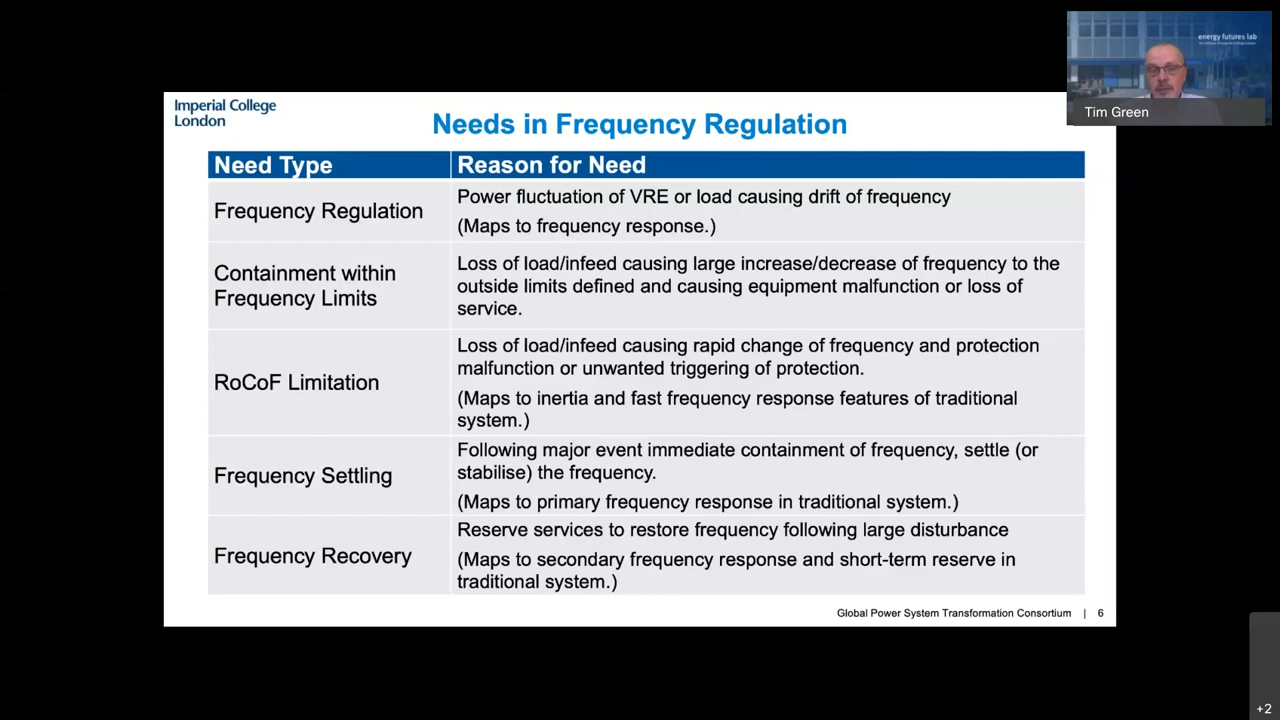 energy futures lab
Tim Green
Imperial College
London
Needs in Frequency Regulation
Need Type
Reason for Need
Frequency Regulation
Power fluctuation of VRE or load causing drift of frequency
(Maps to frequency response.)
Containment within
Frequency Limits
Loss of load/infeed causing large increase/decrease of frequency to the
outside limits defined and causing equipment malfunction or loss of
service.
RoCoF Limitation
Loss of load/infeed causing rapid change of frequency and protection
malfunction or unwanted triggering of protection.
(Maps to inertia and fast frequency response features of traditional
system.)
Frequency Settling
Following major event immediate containment of frequency, settle (or
stabilise) the frequency.
(Maps to primary frequency response in traditional system.)
Frequency Recovery
Reserve services to restore frequency following large disturbance
(Maps to secondary frequency response and short-term reserve in
traditional system.)
Global Power System Transformation Consortium | 6
+2